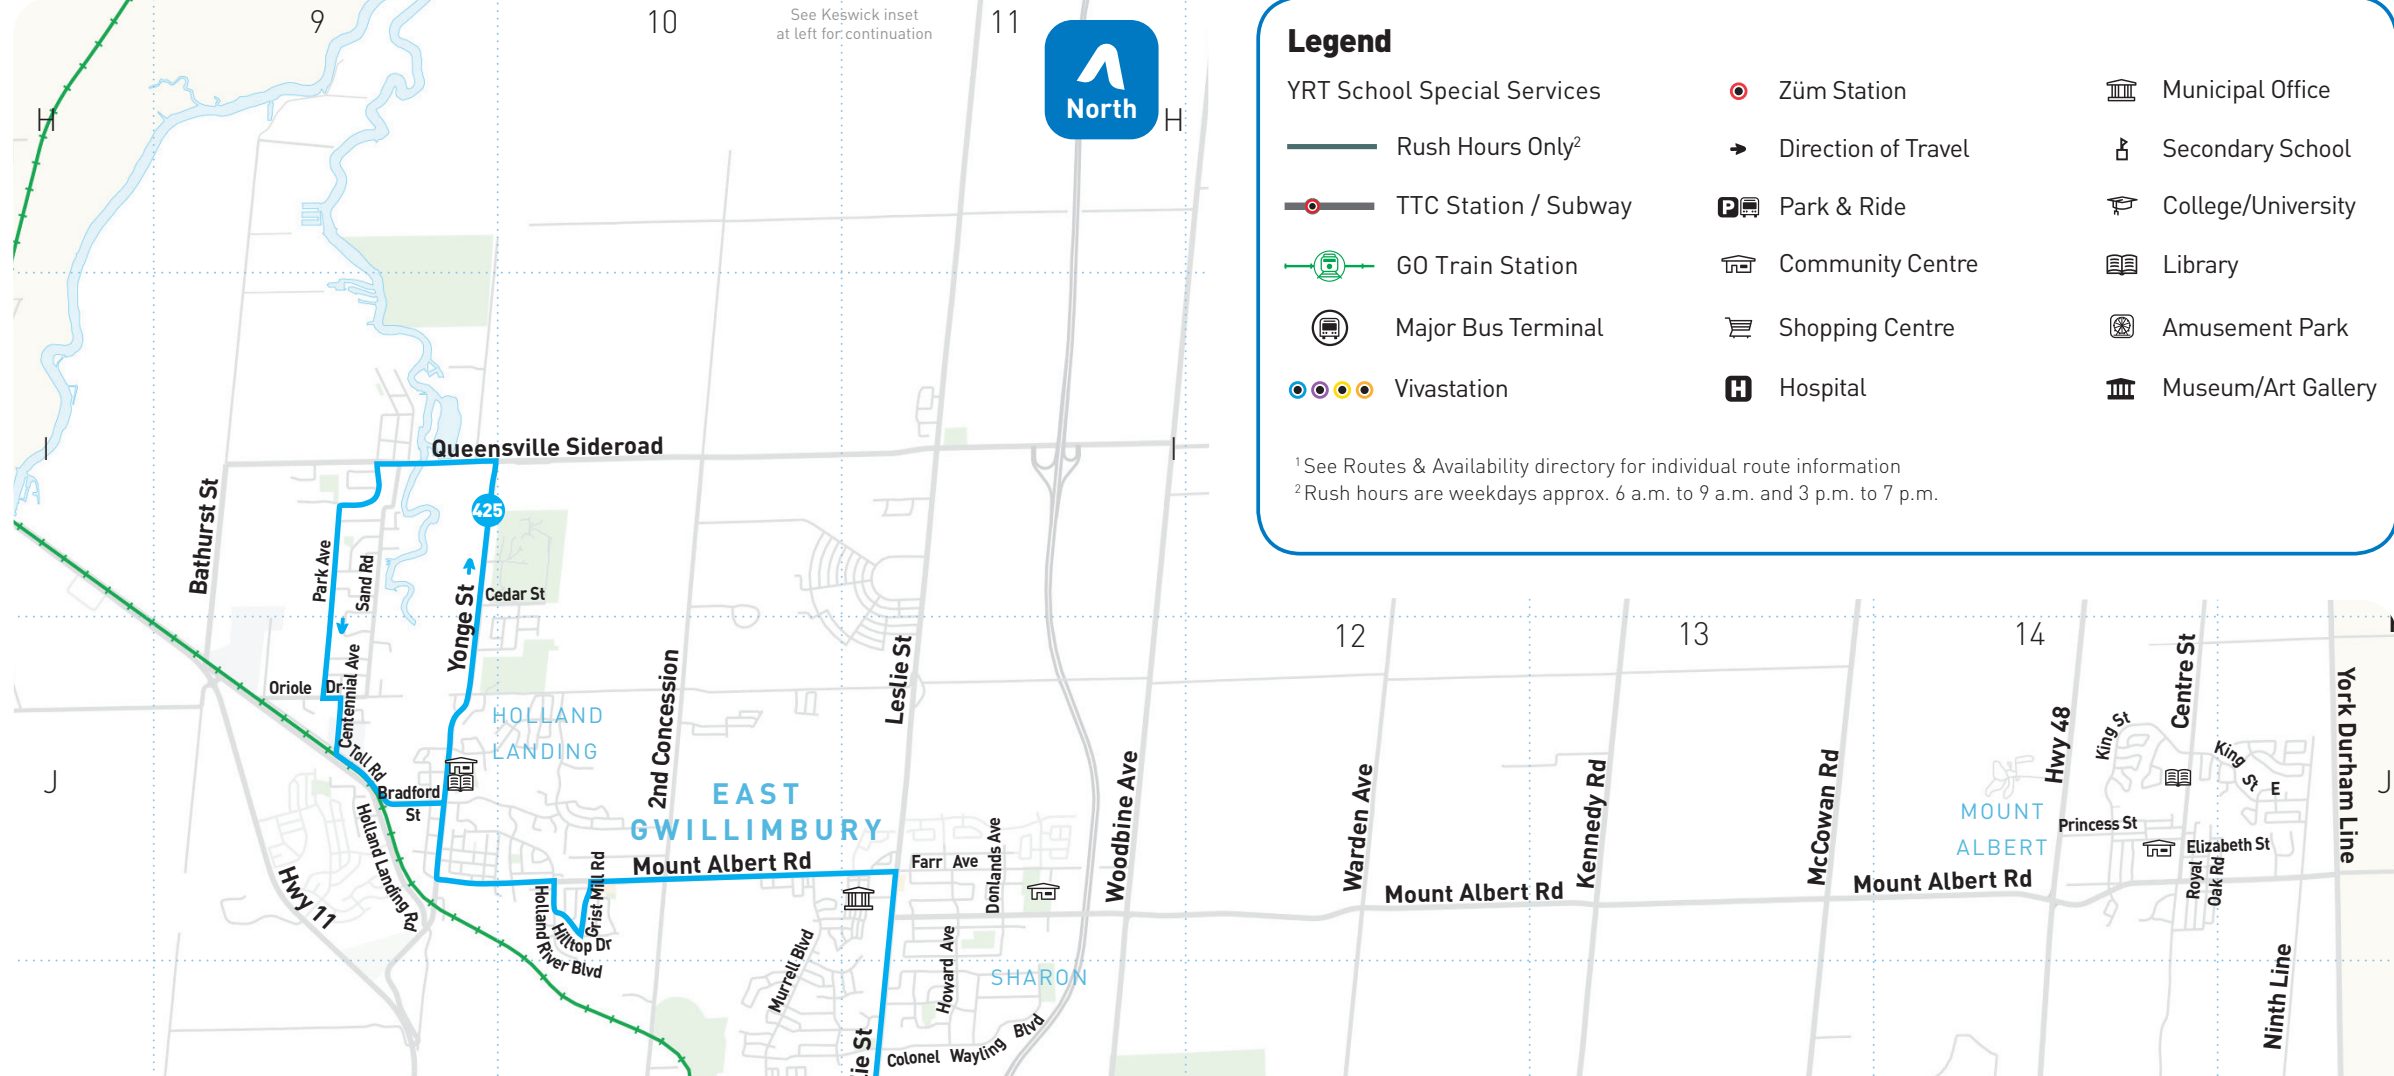 9
10
See Keswick inset
at left for continuation
11
North
H
H
Legend
YRT School Special Services
Rush Hours Only²
TTC Station / Subway
GO Train Station
Major Bus Terminal
Vivastation
Züm Station
Direction of Travel
P Park & Ride
Community Centre
Shopping Centre
H Hospital
Municipal Office
Secondary School
College/University
Library
Amusement Park
Museum/Art Gallery
¹ See Routes & Availability directory for individual route information
² Rush hours are weekdays approx. 6 a.m. to 9 a.m. and 3 p.m. to 7 p.m.
I
I
Queensville Sideroad
Bathurst St
425
Park Ave
Sand Rd
Yonge St
Cedar St
Oriole Dr
Centennial Ave
Toll Rd
Bradford
St
Holland Landing Rd
Hwy 11
HOLLAND
LANDING
2nd Concession
Leslie St
EAST
GWILLIMBURY
Mount Albert Rd
Holland River Blvd
Hilltop Dr
Grist Mill Rd
Farr Ave
Donlands Ave
Howard Ave
Murrell Blvd
SHARON
Colonel Wayling Blvd
lie St
Woodbine Ave
12
13
14
Warden Ave
Kennedy Rd
McCowan Rd
Mount Albert Rd
Mount Albert Rd
Hwy 48
King St
Centre St
King St E
MOUNT
ALBERT
Princess St
Elizabeth St
Royal
Oak Rd
Ninth Line
York Durham Line
J
J